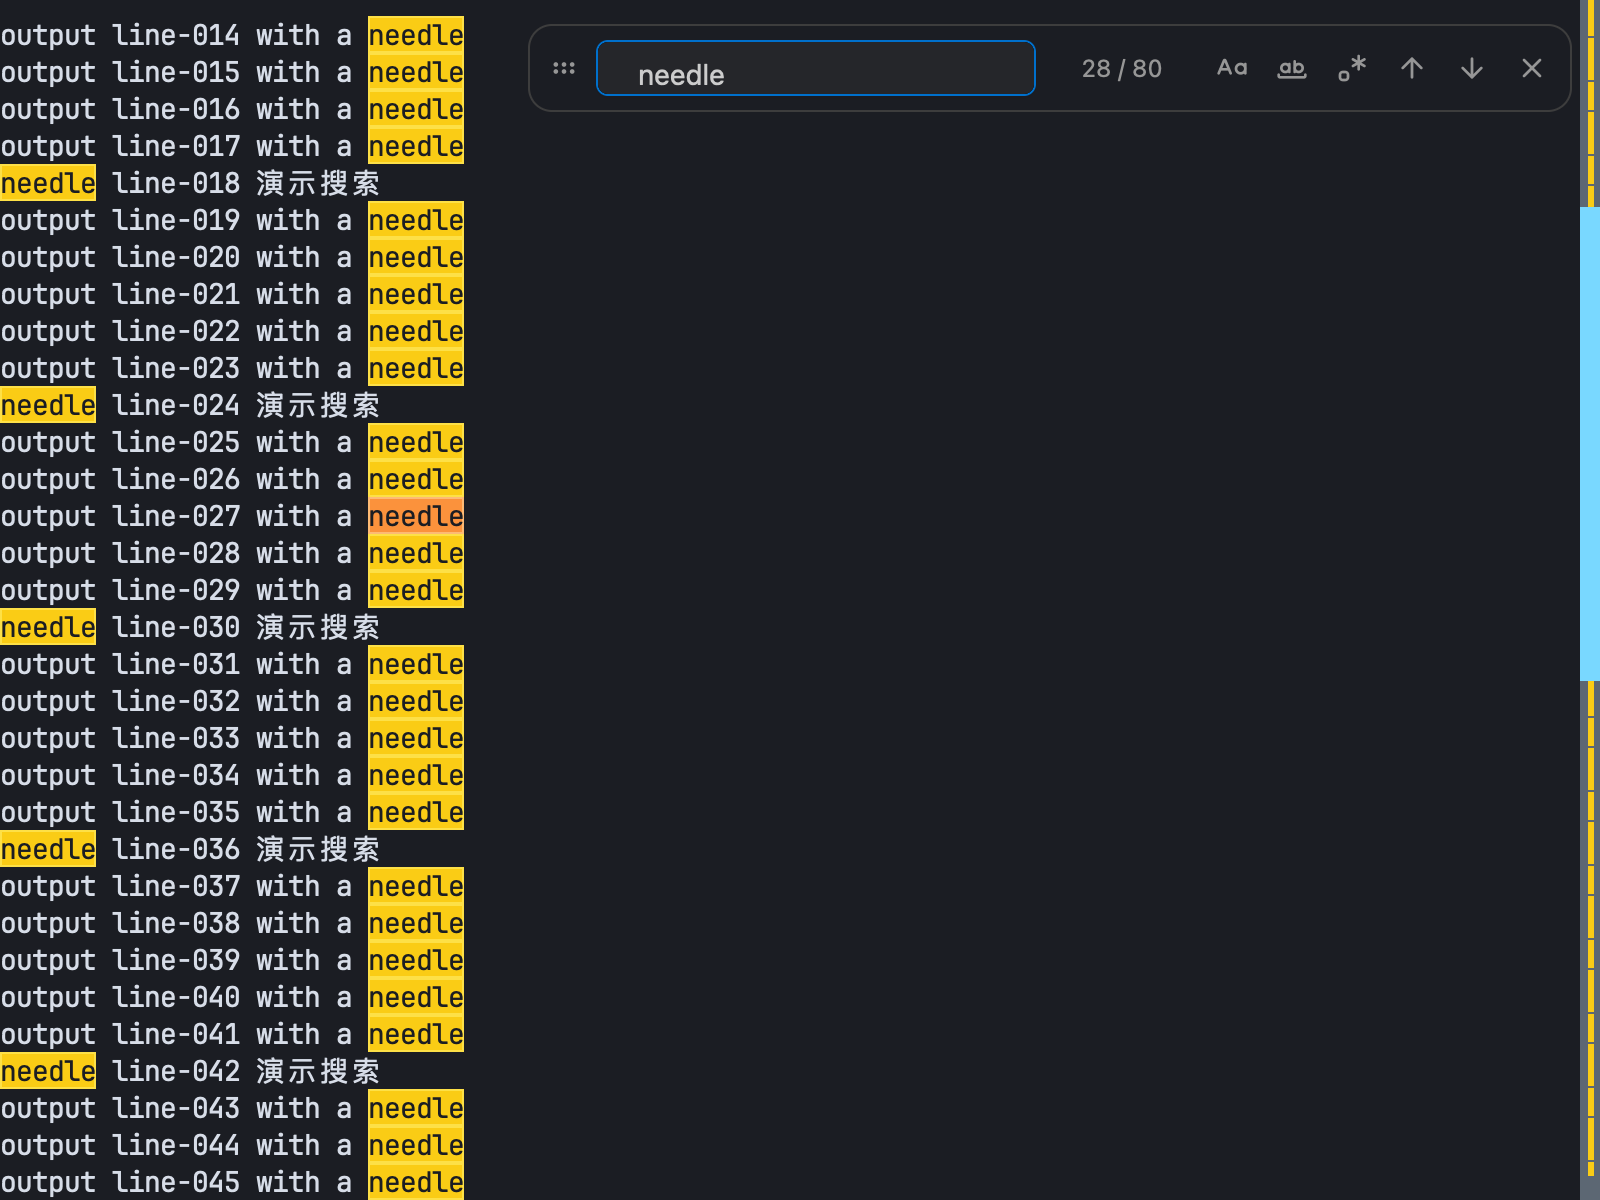 needle
28 / 80
Aa
ab
output line-014 with a needle
output line-015 with a needle
output line-016 with a needle
output line-017 with a needle
needle line-018 演示搜索
output line-019 with a needle
output line-020 with a needle
output line-021 with a needle
output line-022 with a needle
output line-023 with a needle
needle line-024 演示搜索
output line-025 with a needle
output line-026 with a needle
output line-027 with a needle
output line-028 with a needle
output line-029 with a needle
needle line-030 演示搜索
output line-031 with a needle
output line-032 with a needle
output line-033 with a needle
output line-034 with a needle
output line-035 with a needle
needle line-036 演示搜索
output line-037 with a needle
output line-038 with a needle
output line-039 with a needle
output line-040 with a needle
output line-041 with a needle
needle line-042 演示搜索
output line-043 with a needle
output line-044 with a needle
output line-045 with a needle